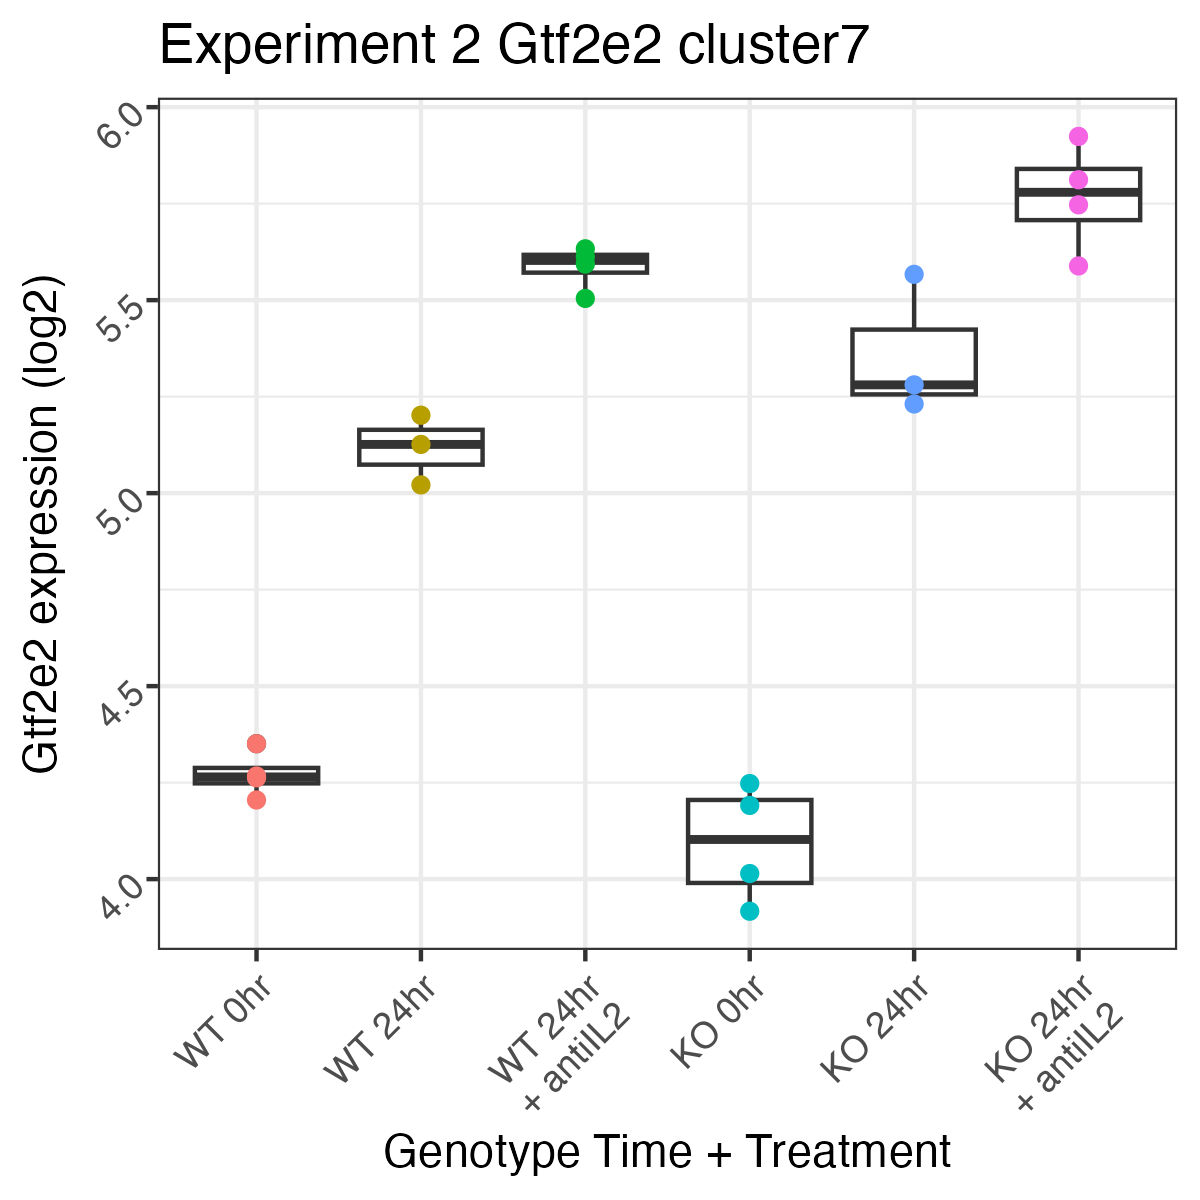 Experiment 2 Gtf2e2 cluster7
Gtf2e2 expression (log2)
6.0
5.5
5.0
4.5
4.0
WT 0hr
WT 24hr
WT 24hr
+ antiIL2
KO 0hr
KO 24hr
KO 24hr
+ antiIL2
Genotype Time + Treatment